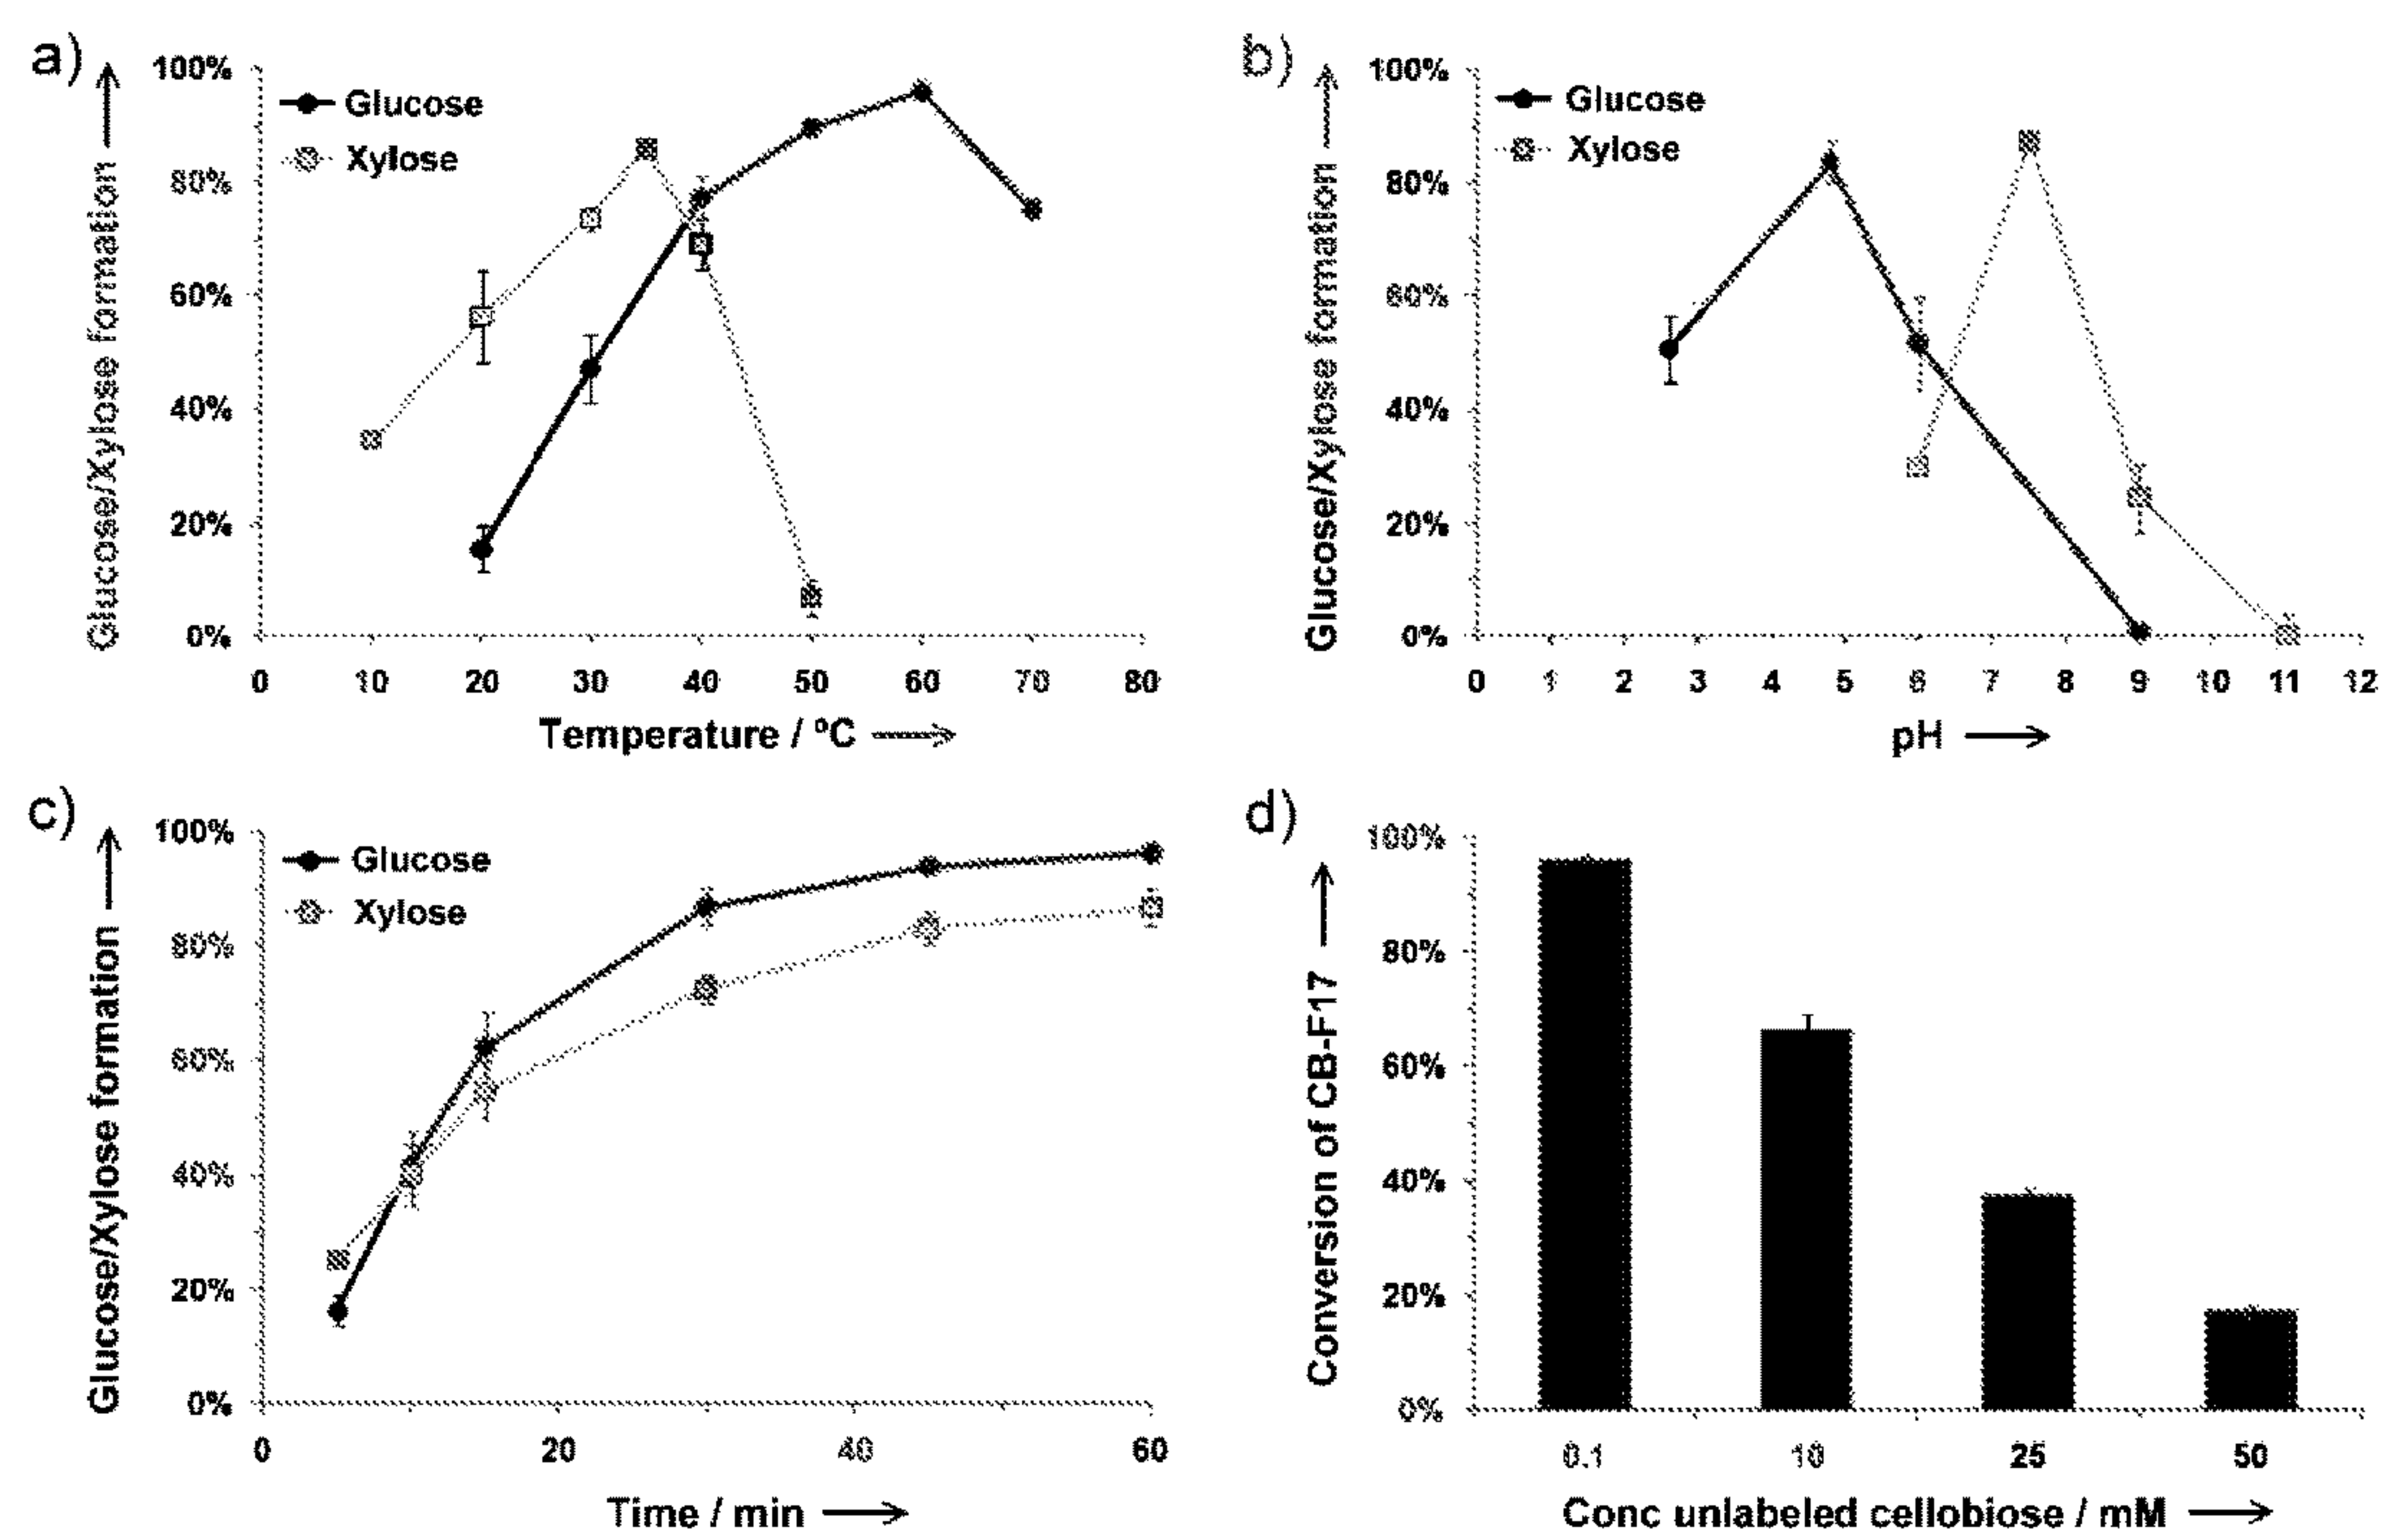 a)
Glucose/Xylose formation
100%
80%
60%
40%
20%
0%
Glucose
Xylose
0 10 20 30 40 50 60 70 80
Temperature / ºC
b)
Glucose/Xylose formation
100%
80%
60%
40%
20%
0%
Glucose
Xylose
0 1 2 3 4 5 6 7 8 9 10 11 12
pH
c)
Glucose/Xylose formation
100%
80%
60%
40%
20%
0%
Glucose
Xylose
0 20 40 60
Time / min
d)
Conversion of CB-F17
100%
80%
60%
40%
20%
0%
0.1 10 25 50
Conc unlabeled cellobiose / mM